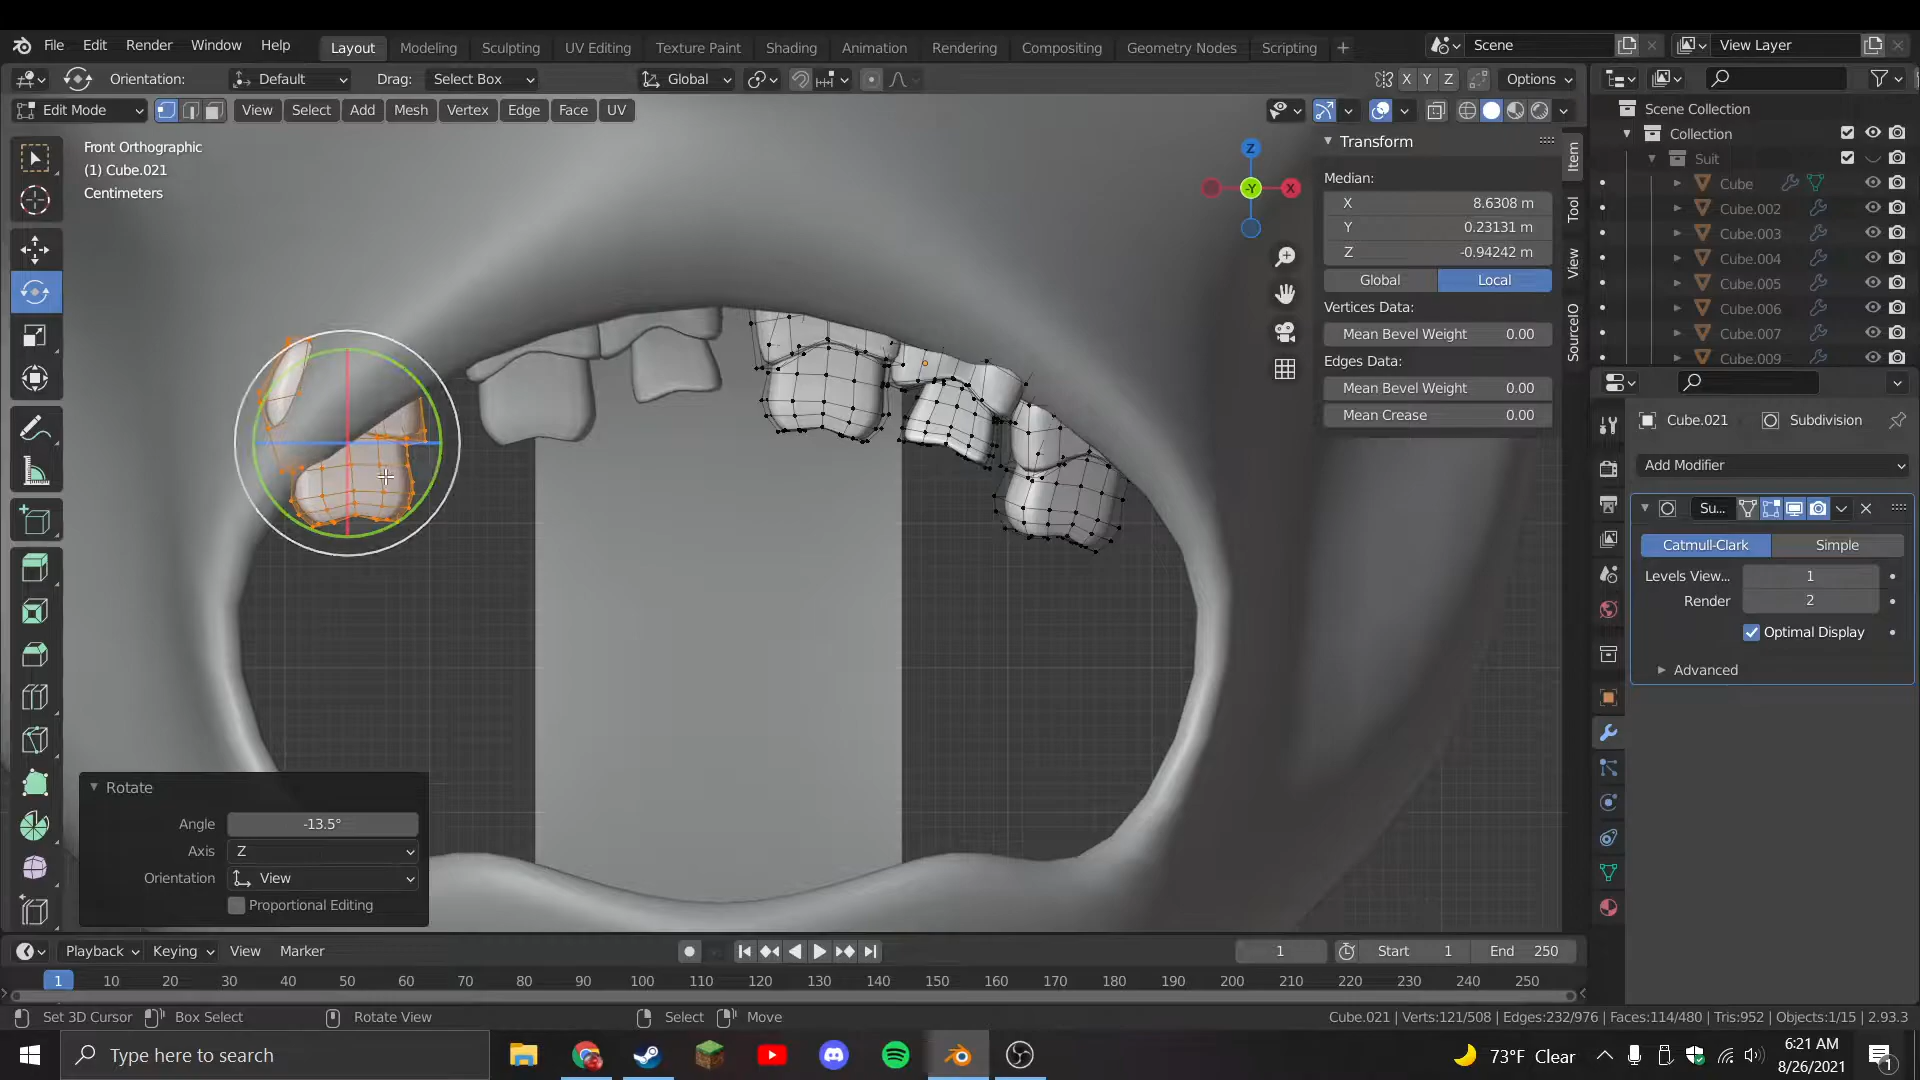 File Edit Render Window Help Layout Modeling Sculpting UV Editing Texture Paint Shading Animation Rendering Compositing Geometry Nodes Scripting + Scene View Layer
Orientation: Default Drag: Select Box Global X Y Z Options
Edit Mode View Select Add Mesh Vertex Edge Face UV
Front Orthographic
(1) Cube.021
Centimeters
Z
-Y
X
Transform
Median:
X 8.6308 m
Y 0.23131 m
Z -0.94242 m
Global Local
Vertices Data:
Mean Bevel Weight 0.00
Edges Data:
Mean Bevel Weight 0.00
Mean Crease 0.00
Item
Tool
View
SourceIO
Scene Collection
Collection
Suit
Cube
Cube.002
Cube.003
Cube.004
Cube.005
Cube.006
Cube.007
Cube.009
Cube.021 Subdivision
Add Modifier
Su...
Catmull-Clark Simple
Levels View... 1
Render 2
Optimal Display
Advanced
Rotate
Angle -13.5°
Axis Z
Orientation View
Proportional Editing
Playback Keying View Marker 1 Start 1 End 250
1 10 20 30 40 50 60 70 80 90 100 110 120 130 140 150 160 170 180 190 200 210 220 230 240 250
Set 3D Cursor Box Select Rotate View Select Move Cube.021 | Verts:121/508 | Edges:232/976 | Faces:114/480 | Tris:952 | Objects:1/15 | 2.93.3
Type here to search 73°F Clear 6:21 AM
8/26/2021
1